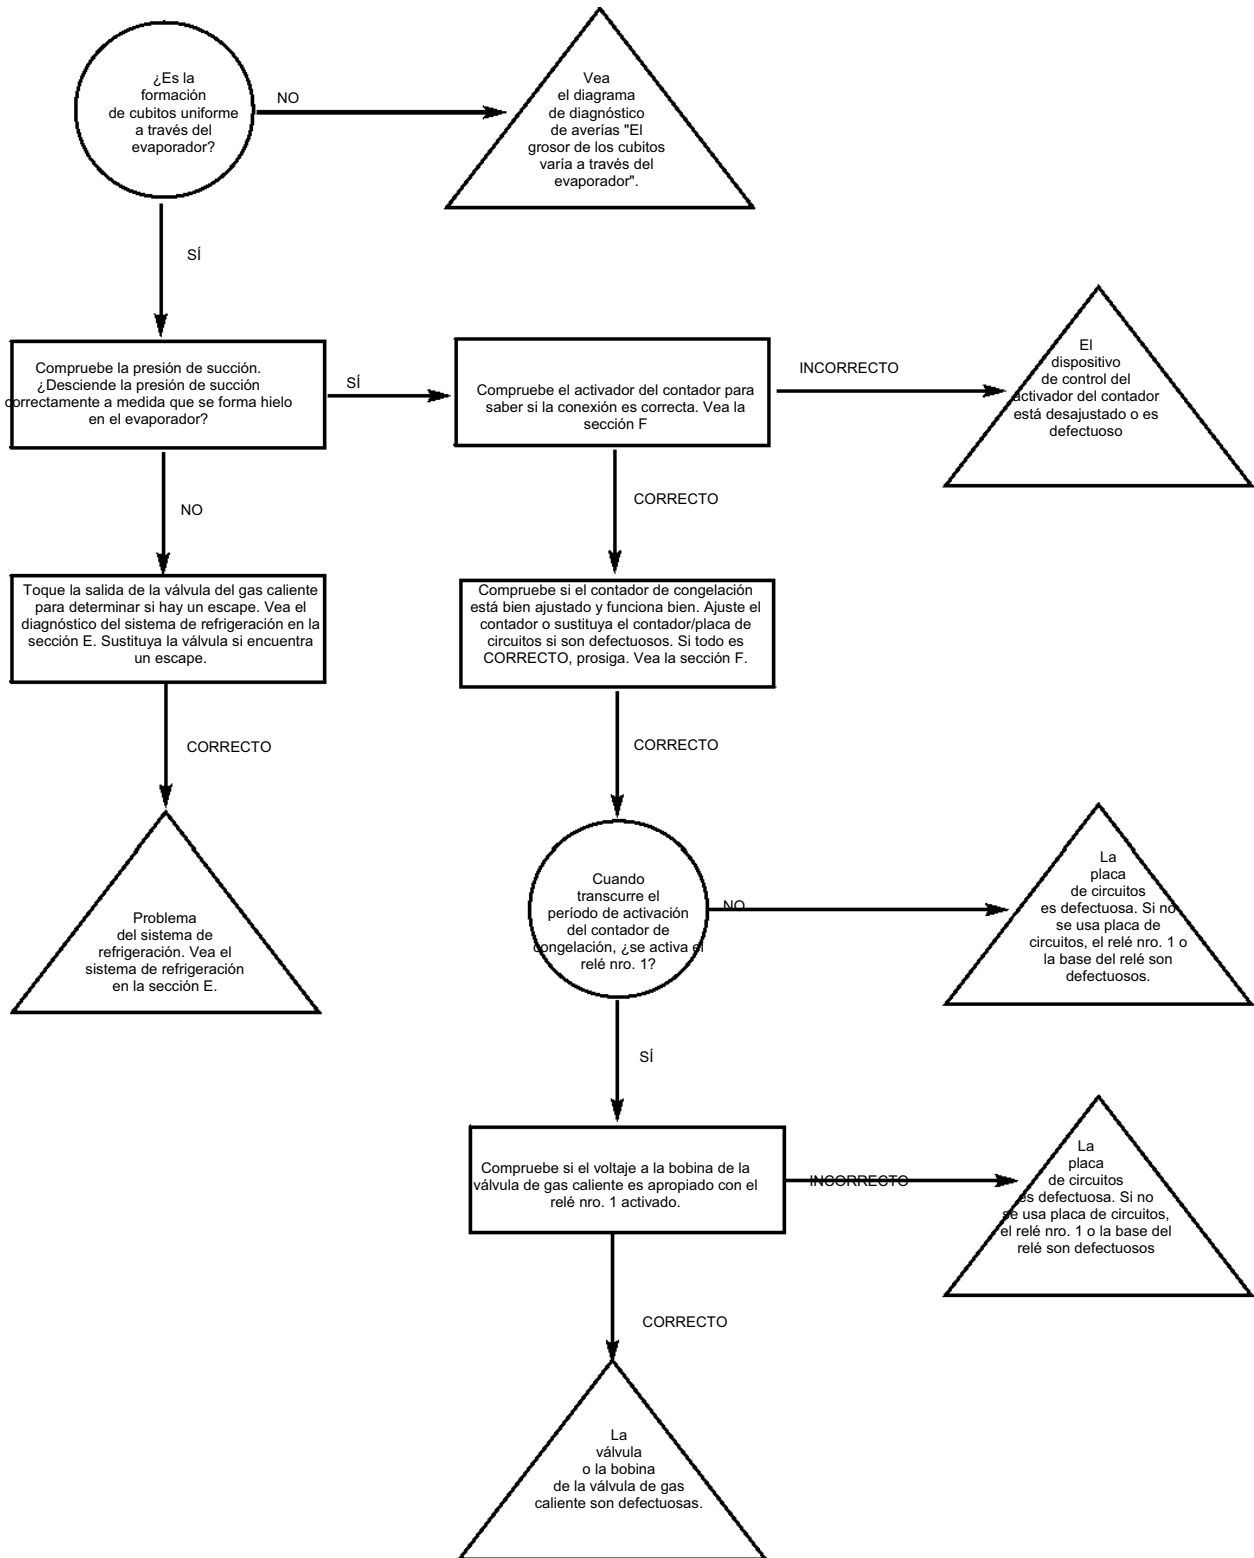 ¿Es la
formación
de cubitos uniforme
a través del
evaporador?
NO
Vea
el diagrama
de diagnóstico
de averías "El
grosor de los cubitos
varía a través del
evaporador".
SÍ
Compruebe la presión de succión.
¿Desciende la presión de succión
correctamente a medida que se forma hielo
en el evaporador?
SÍ
Compruebe el activador del contador para
saber si la conexión es correcta. Vea la
sección F
INCORRECTO
El
dispositivo
de control del
activador del contador
está desajustado o es
defectuoso
NO
CORRECTO
Toque la salida de la válvula del gas caliente
para determinar si hay un escape. Vea el
diagnóstico del sistema de refrigeración en la
sección E. Sustituya la válvula si encuentra
un escape.
Compruebe si el contador de congelación
está bien ajustado y funciona bien. Ajuste el
contador o sustituya el contador/placa de
circuitos si son defectuosos. Si todo es
CORRECTO, prosiga. Vea la sección F.
CORRECTO
CORRECTO
Problema
del sistema de
refrigeración. Vea el
sistema de refrigeración
en la sección E.
Cuando
transcurre el
período de activación
del contador de
congelación, ¿se activa el
relé nro. 1?
NO
La
placa
de circuitos
es defectuosa. Si no
se usa placa de
circuitos, el relé nro. 1 o
la base del relé son
defectuosos.
SÍ
Compruebe si el voltaje a la bobina de la
válvula de gas caliente es apropiado con el
relé nro. 1 activado.
INCORRECTO
La
placa
de circuitos
es defectuosa. Si no
se usa placa de circuitos,
el relé nro. 1 o la base del
relé son defectuosos
CORRECTO
La
válvula
o la bobina
de la válvula de gas
caliente son defectuosas.